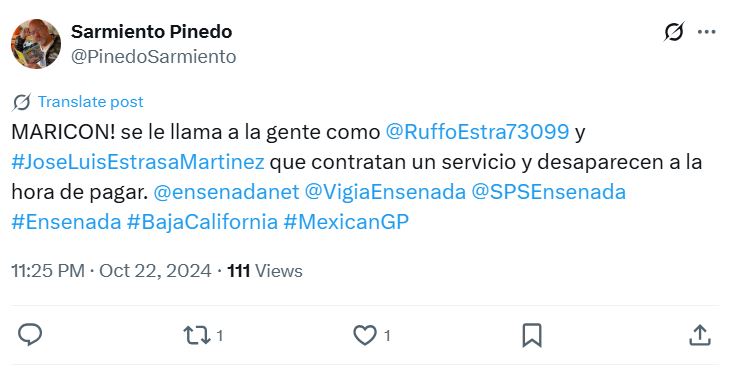 Sarmiento Pinedo
@PinedoSarmiento
Translate post
MARICON! se le llama a la gente como @RuffoEstra73099 y
#JoseLuisEstrasaMartinez que contratan un servicio y desaparecen a la
hora de pagar. @ensenadanet @VigiaEnsenada @SPSEnsenada
#Ensenada #BajaCalifornia #MexicanGP
11:25 PM · Oct 22, 2024 · 111 Views
1 1